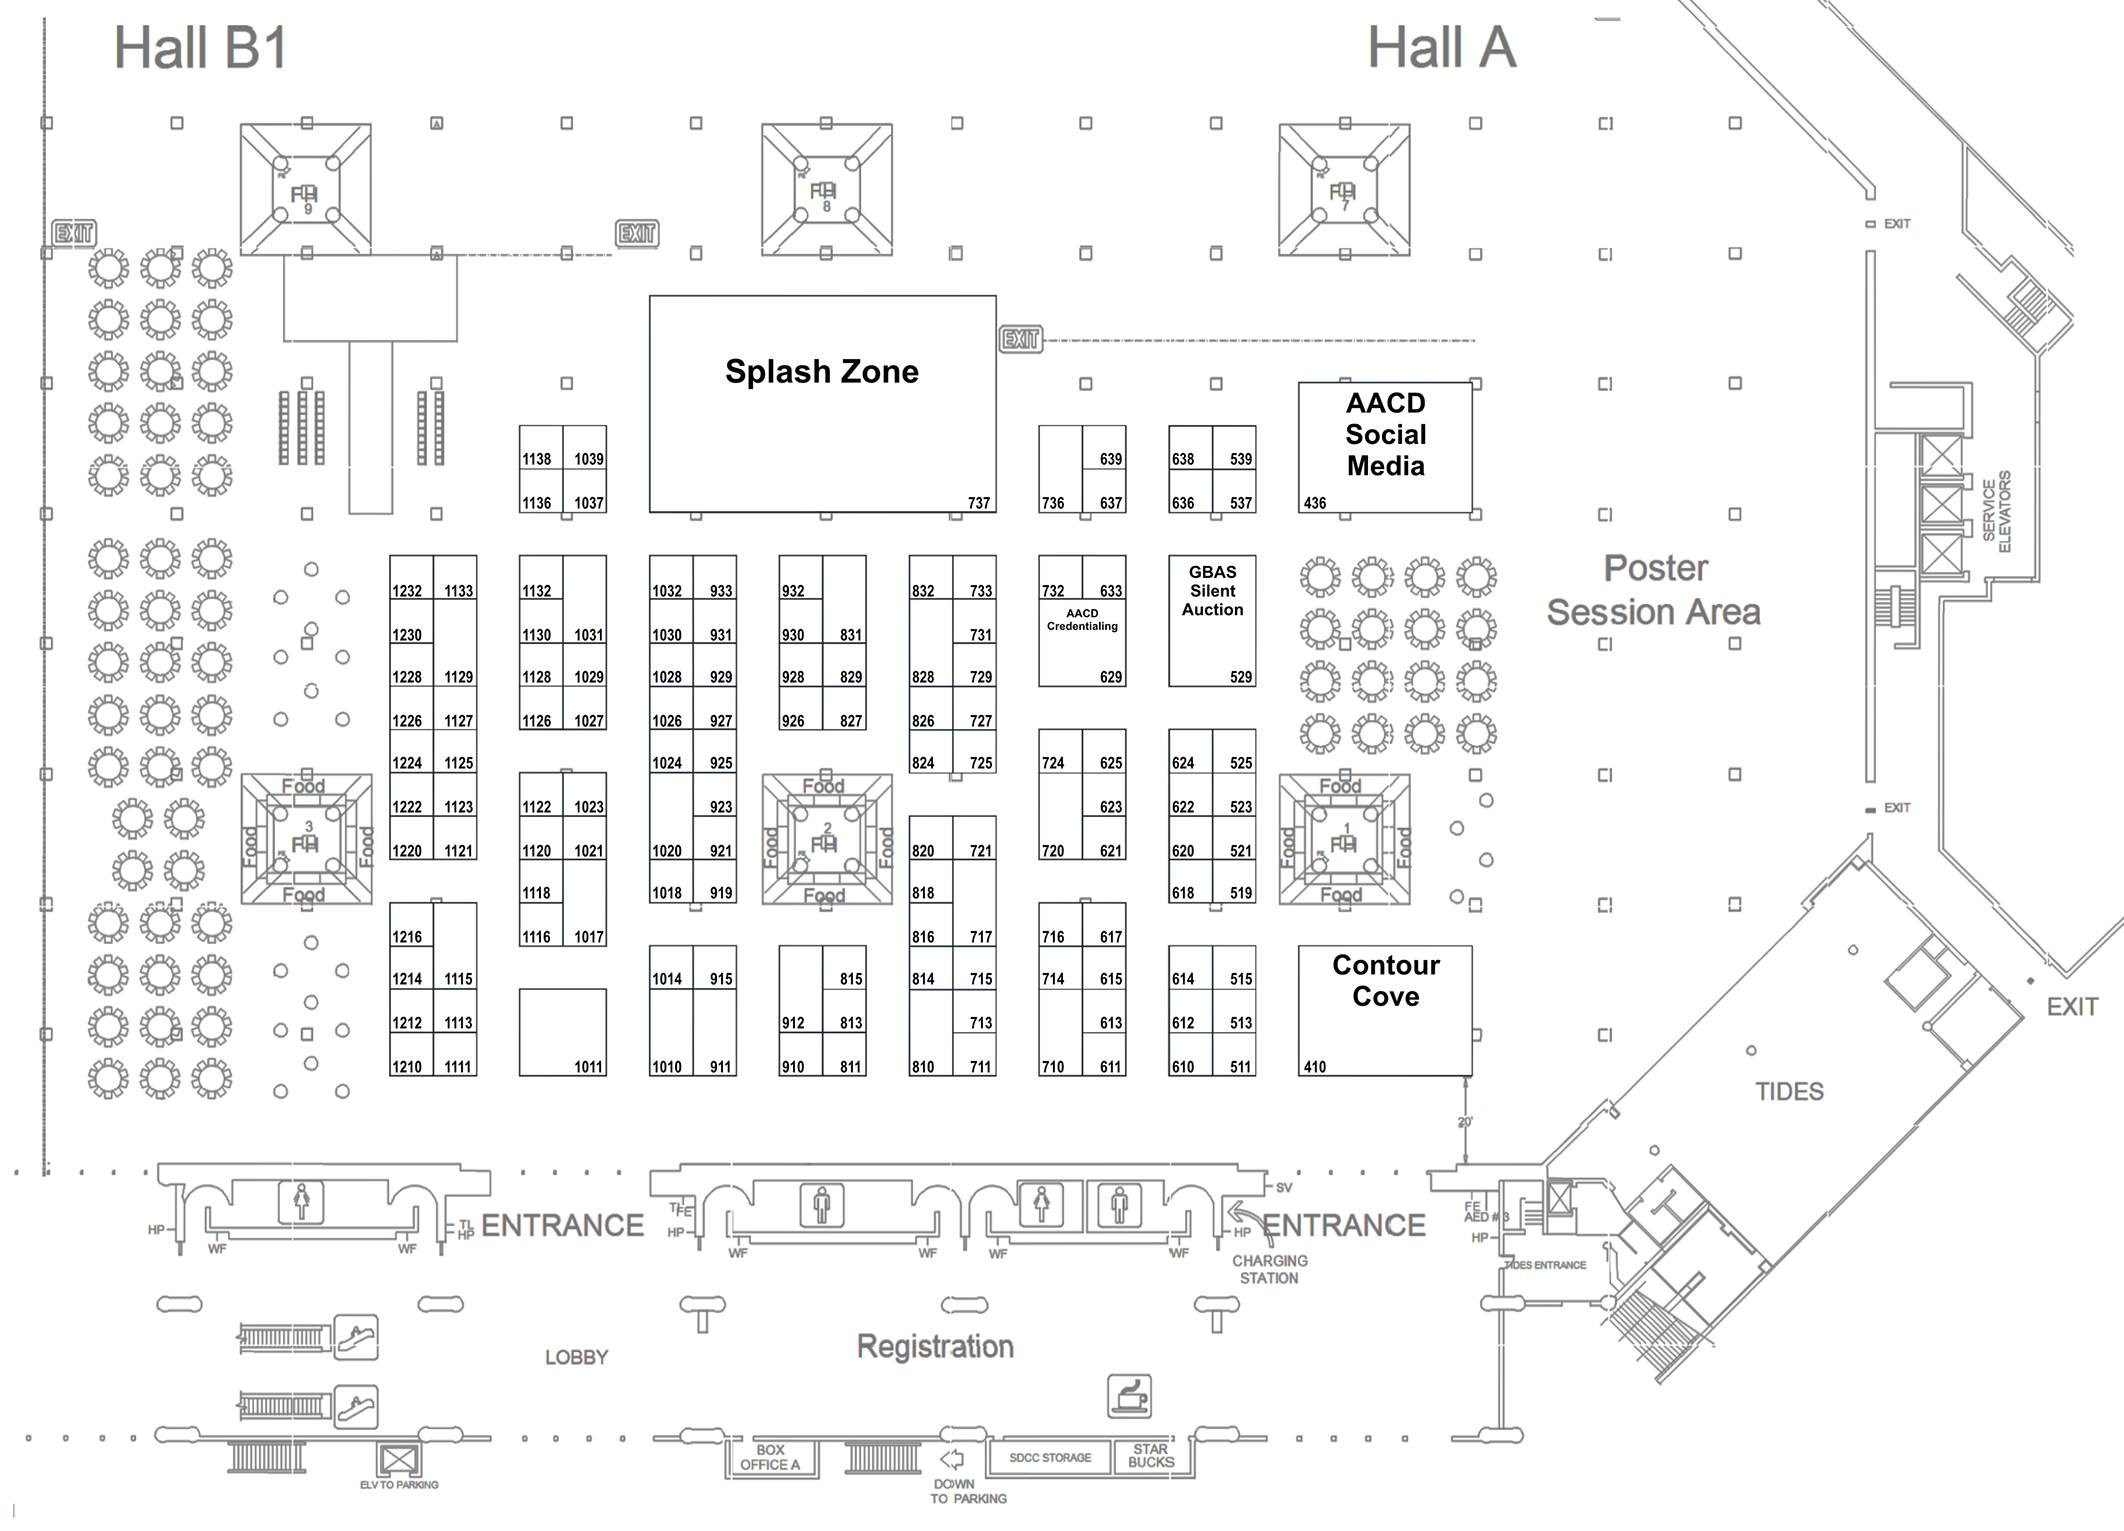 Hall B1
Hall A
A
FH
9
FH
8
FH
7
EXIT
EXIT
EXIT
A
Splash Zone
737
EXIT
AACD
Social
Media
436
1138 1039
1136 1037
639
736 637
638 539
636 537
SERVICE
ELEVATORS
Poster
Session Area
1232 1133
1230
1228 1129
1226 1127
1224 1125
1222 1123
1220 1121
1132
1130 1031
1128 1029
1126 1027
1032 933
1030 931
1028 929
1026 927
1024 925
923
1020 921
1018 919
932
930 831
928 829
926 827
832 733
731
828 729
826 727
824 725
732 633
AACD
Credentialing
629
GBAS
Silent
Auction
529
724 625
623
720 621
624 525
622 523
620 521
618 519
EXIT
Food
Food
3
FH
Food
Food
Food
Food
2
FH
Food
Food
Food
Food
1
FH
Food
Food
1122 1023
1120 1021
1118
1116 1017
820 721
818
816 717
814 715
713
810 711
1216
1214 1115
1212 1113
1210 1111
1011
1014 915
1010 911
815
912 813
910 811
716 617
714 615
613
710 611
614 515
612 513
610 511
Contour
Cove
410
EXIT
TIDES
20'
HP
WF
WF
TL
HP
ENTRANCE
FE
HP
WF
WF
WF
WF
SV
HP
ENTRANCE
CHARGING
STATION
FE
AED # 3
HP
TIDES ENTRANCE
LOBBY
Registration
ELV TO PARKING
BOX
OFFICE A
DOWN
TO PARKING
SDCC STORAGE
STAR
BUCKS